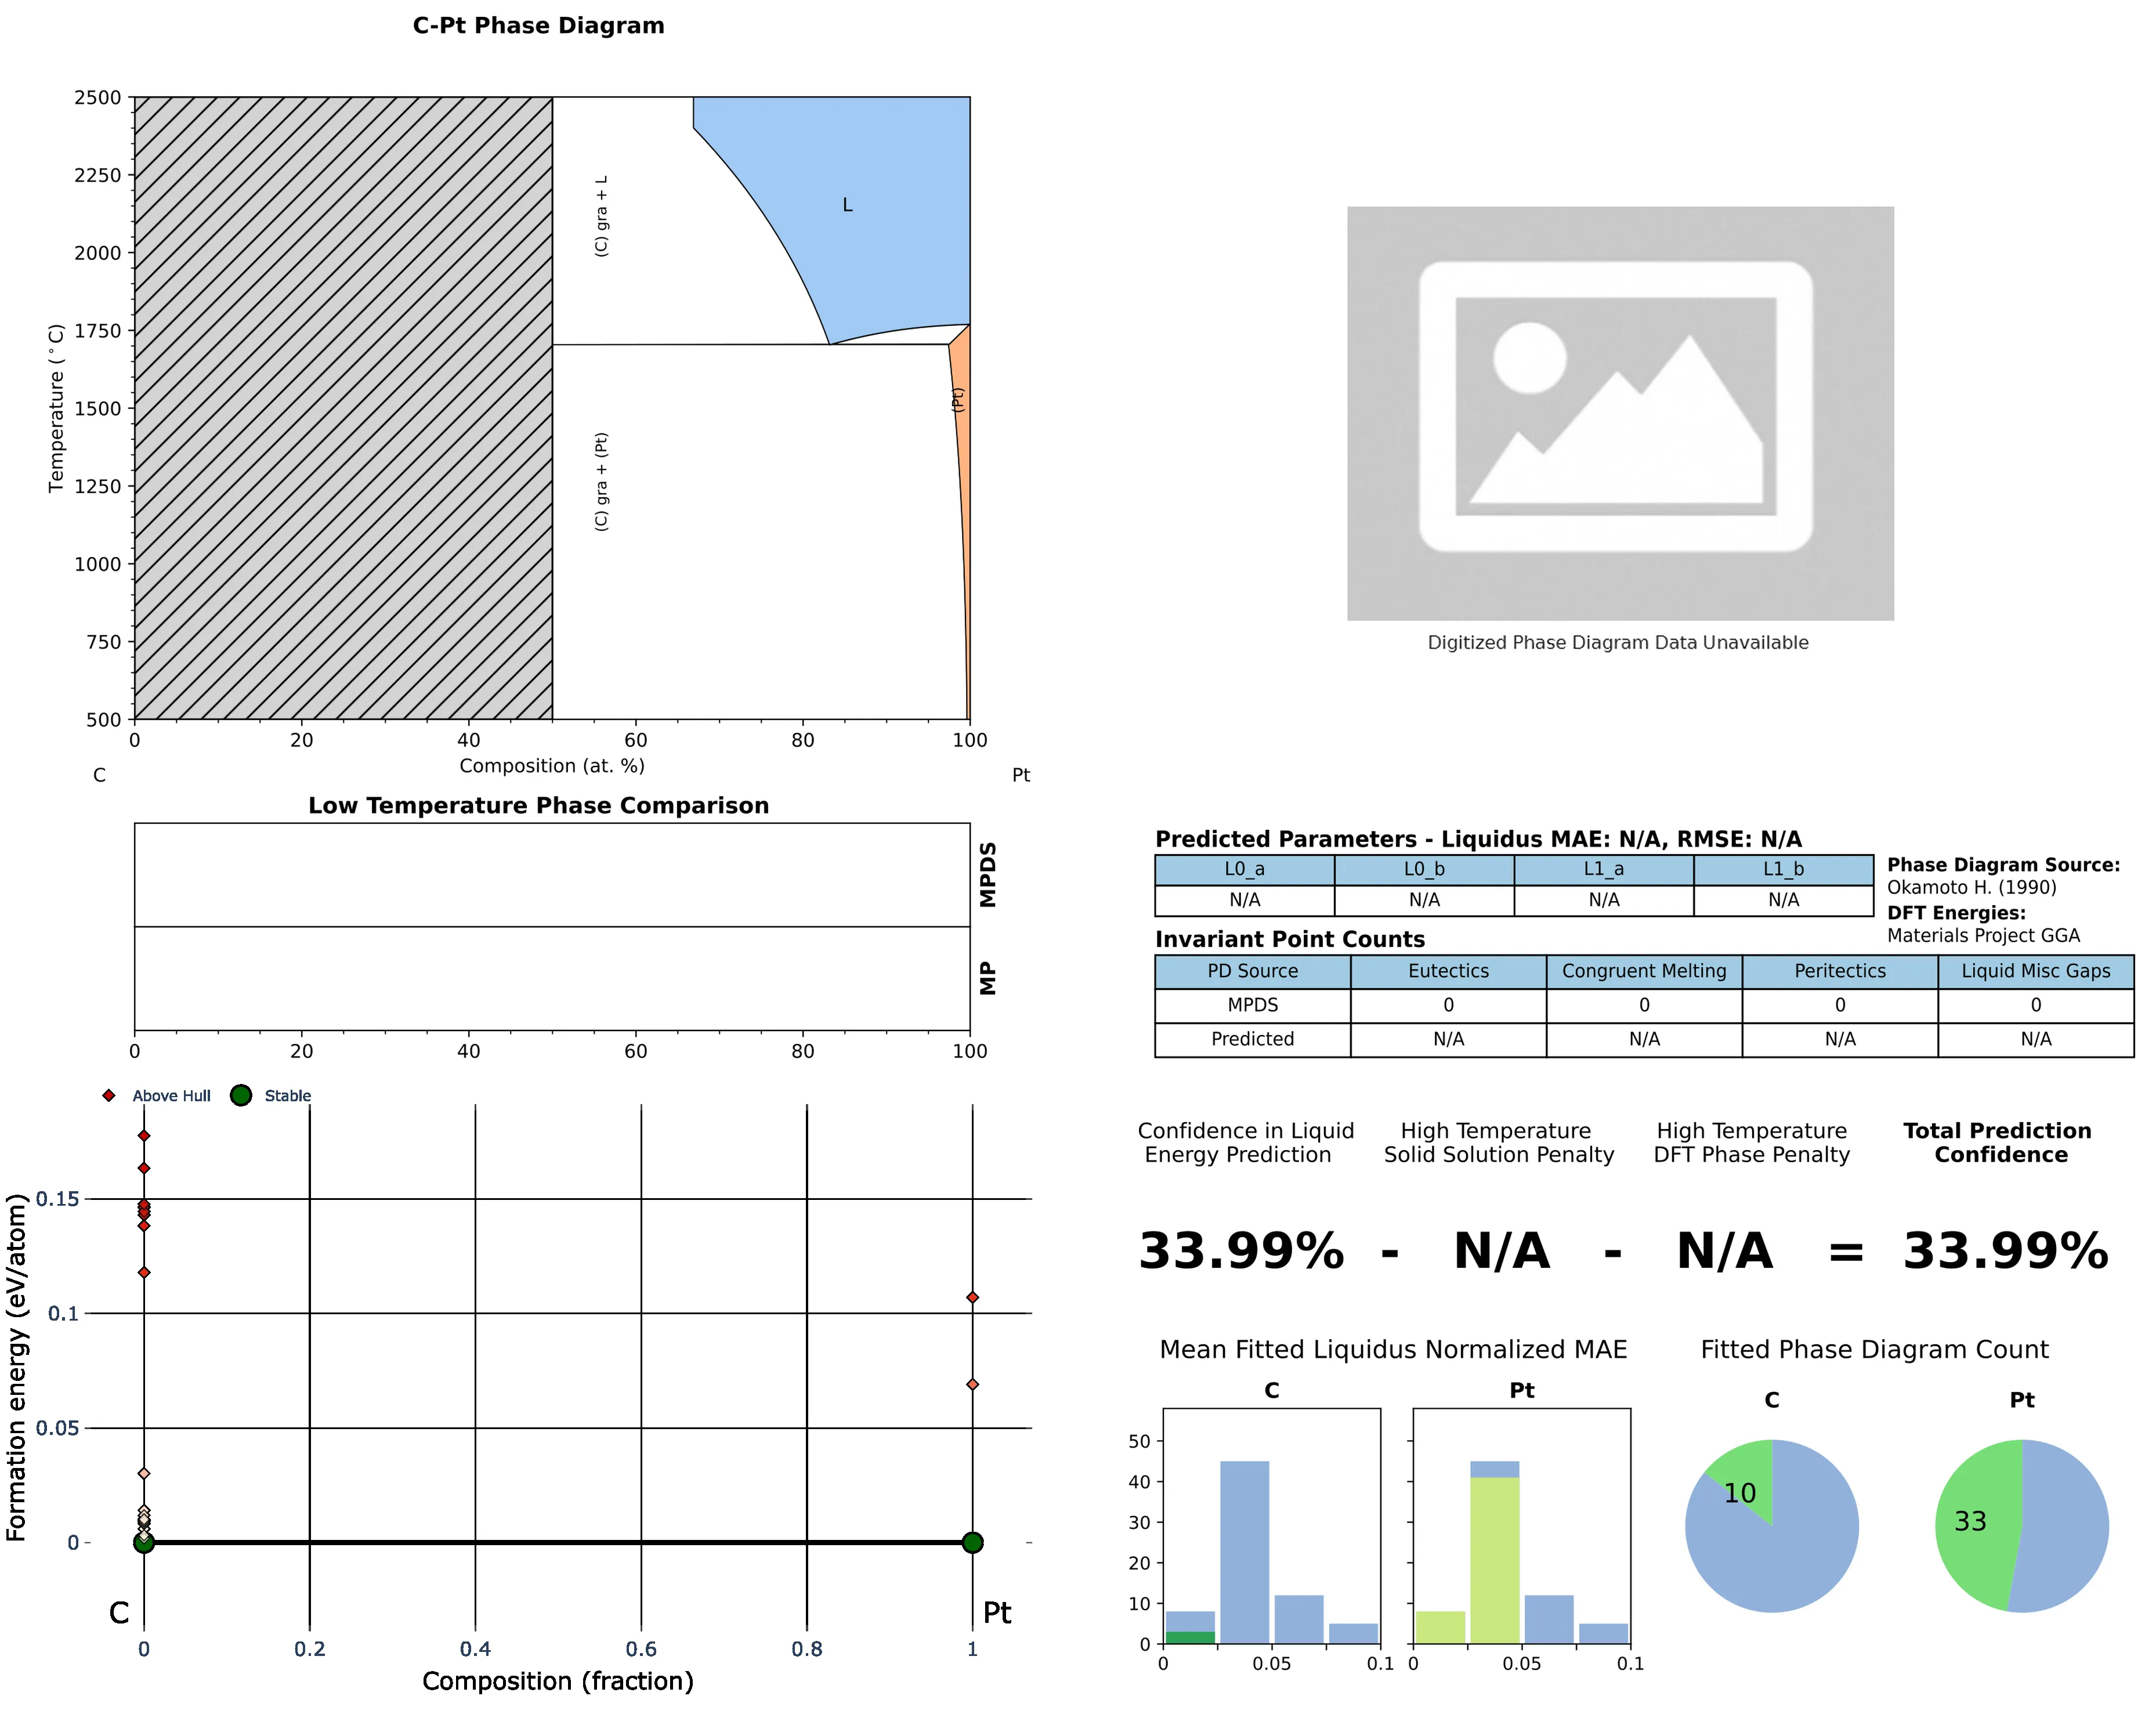 C-Pt Phase Diagram
2500
2250
2000
1750
1500
1250
1000
750
500
Temperature (°C)
(C) gra + L
L
(C) gra + (Pt)
(Pt)
0 20 40 60 80 100
Composition (at. %)
C Pt
Digitized Phase Diagram Data Unavailable
Low Temperature Phase Comparison
MPDS
MP
0 20 40 60 80 100
Predicted Parameters - Liquidus MAE: N/A, RMSE: N/A
L0_a L0_b L1_a L1_b
N/A N/A N/A N/A
Phase Diagram Source:
Okamoto H. (1990)
DFT Energies:
Materials Project GGA
Invariant Point Counts
PD Source Eutectics Congruent Melting Peritectics Liquid Misc Gaps
MPDS 0 0 0 0
Predicted N/A N/A N/A N/A
Above Hull Stable
0.15
0.1
0.05
0
Formation energy (eV/atom)
C Pt
0 0.2 0.4 0.6 0.8 1
Composition (fraction)
Confidence in Liquid
Energy Prediction
High Temperature
Solid Solution Penalty
High Temperature
DFT Phase Penalty
Total Prediction
Confidence
33.99% - N/A - N/A = 33.99%
Mean Fitted Liquidus Normalized MAE
C
Pt
50
40
30
20
10
0
0 0.05 0.1
0 0.05 0.1
Fitted Phase Diagram Count
C
10
Pt
33